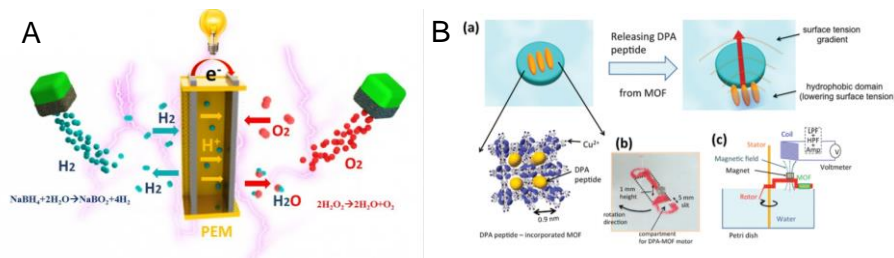 A
e-
H₂
H⁺
O₂
H₂
O₂
H₂
H₂O
NaBH₄+2H₂O→NaBO₂+4H₂
2H₂O₂→2H₂O+O₂
PEM
B
(a)
Releasing DPA
peptide
from MOF
surface tension
gradient
hydrophobic domain
(lowering surface tension)
Cu²⁺
DPA
peptide
0.9 nm
DPA peptide – incorporated MOF
(b)
1 mm
height
5 mm
slit
rotation
direction
compartment
for DPA-MOF motor
(c)
Coil
LPF
+
HPF
+
Amp
V
Voltmeter
Stator
Magnetic field
Magnet
MOF
Rotor
Water
Petri dish